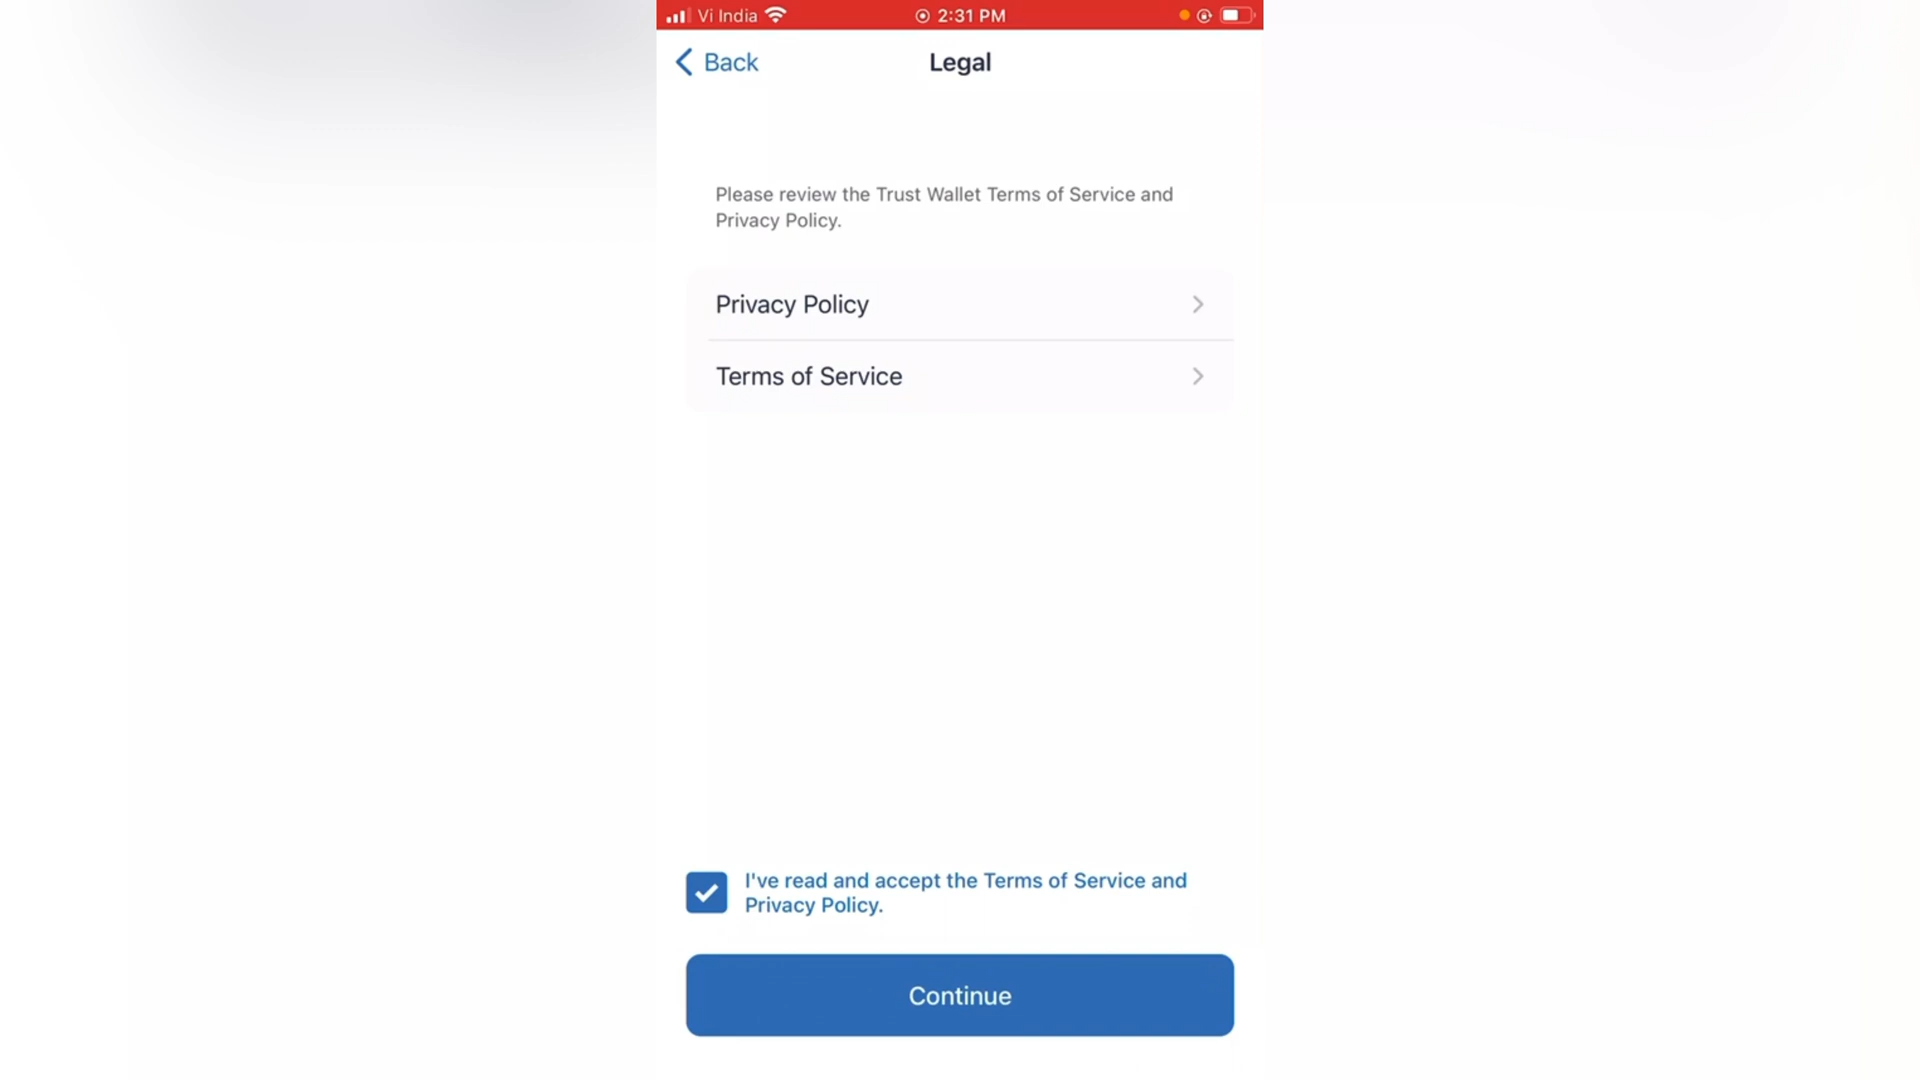 Vi India 2:31 PM
Back Legal
Please review the Trust Wallet Terms of Service and
Privacy Policy.
Privacy Policy
Terms of Service
I've read and accept the Terms of Service and
Privacy Policy.
Continue